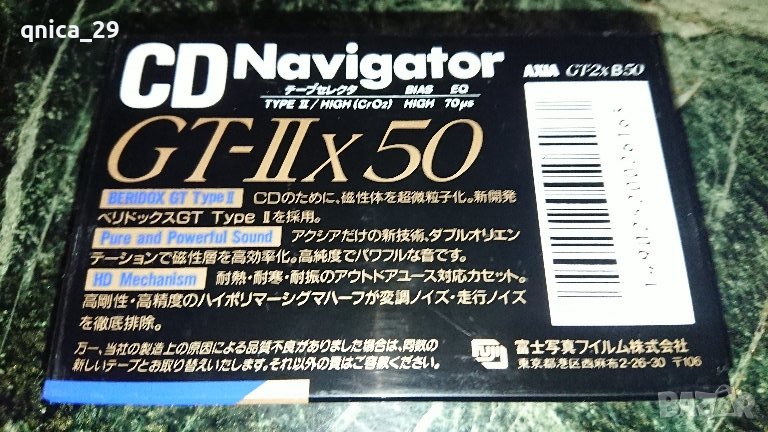 qnica_29
CD Navigator
AXIA GT-2x B50
テープセレクタ BIAS EQ
TYPE II/HIGH(CrO2) HIGH 70μs
GT-IIx50
BERIDOX GT Type II CDのために、磁性体を超微粒子化。新開発
ベリドックスGT Type IIを採用。
Pure and Powerful Sound アクシアだけの新技術、ダブルオリエン
テーションで磁性層を高効率化。高純度でパワフルな音です。
HD Mechanism 耐熱・耐寒・耐振のアウトドアユース対応カセット。
高剛性・高精度のハイポリマーシグマハーフが変調ノイズ・走行ノイズ
を徹底排除。
万一、当社の製造上の原因による品質不良がありました場合は、同数の
新しいテープとお取り替えいたします。それ以外の責はご容赦ください。
FUJI 富士写真フイルム株式会社
東京都港区西麻布2-26-30 〒106
BAZAR